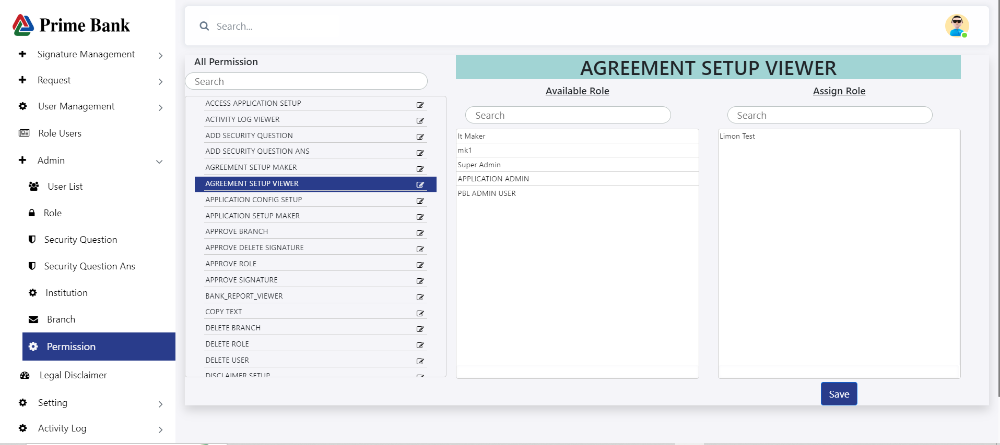 Prime Bank
Signature Management
Request
User Management
Role Users
Admin
User List
Role
Security Question
Security Question Ans
Institution
Branch
Permission
Legal Disclaimer
Setting
Activity Log
Search...
All Permission
Search
ACCESS APPLICATION SETUP
ACTIVITY LOG VIEWER
ADD SECURITY QUESTION
ADD SECURITY QUESTION ANS
AGREEMENT SETUP MAKER
AGREEMENT SETUP VIEWER
APPLICATION CONFIG SETUP
APPLICATION SETUP MAKER
APPROVE BRANCH
APPROVE DELETE SIGNATURE
APPROVE ROLE
APPROVE SIGNATURE
BANK_REPORT_VIEWER
COPY TEXT
DELETE BRANCH
DELETE ROLE
DELETE USER
DISCLAIMER SETUP
AGREEMENT SETUP VIEWER
Available Role
Search
It Maker
mk1
Super Admin
APPLICATION ADMIN
PBL ADMIN USER
Assign Role
Search
Limon Test
Save